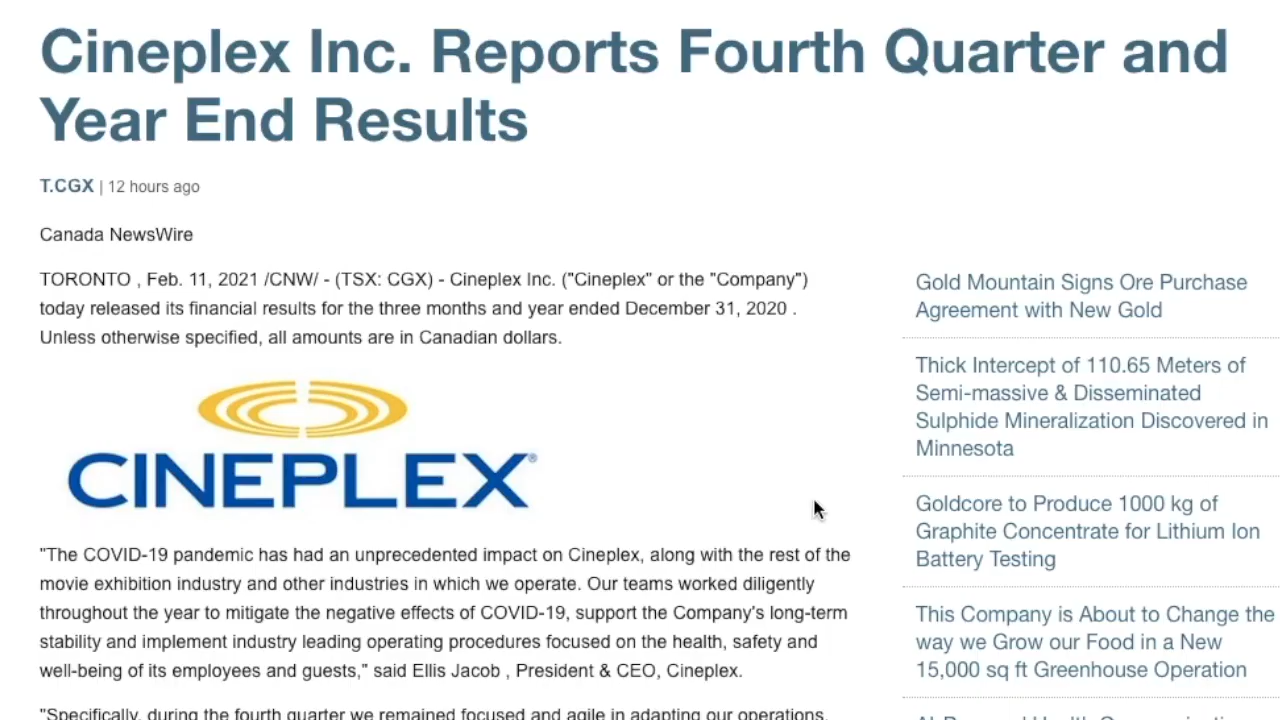 Cineplex Inc. Reports Fourth Quarter and
Year End Results
T.CGX | 12 hours ago
Canada NewsWire
TORONTO , Feb. 11, 2021 /CNW/ - (TSX: CGX) - Cineplex Inc. ("Cineplex" or the "Company")
today released its financial results for the three months and year ended December 31, 2020 .
Unless otherwise specified, all amounts are in Canadian dollars.
CINEPLEX®
"The COVID-19 pandemic has had an unprecedented impact on Cineplex, along with the rest of the
movie exhibition industry and other industries in which we operate. Our teams worked diligently
throughout the year to mitigate the negative effects of COVID-19, support the Company's long-term
stability and implement industry leading operating procedures focused on the health, safety and
well-being of its employees and guests," said Ellis Jacob , President & CEO, Cineplex.
"Specifically, during the fourth quarter we remained focused and agile in adapting our operations,
Gold Mountain Signs Ore Purchase
Agreement with New Gold
Thick Intercept of 110.65 Meters of
Semi-massive & Disseminated
Sulphide Mineralization Discovered in
Minnesota
Goldcore to Produce 1000 kg of
Graphite Concentrate for Lithium Ion
Battery Testing
This Company is About to Change the
way we Grow our Food in a New
15,000 sq ft Greenhouse Operation